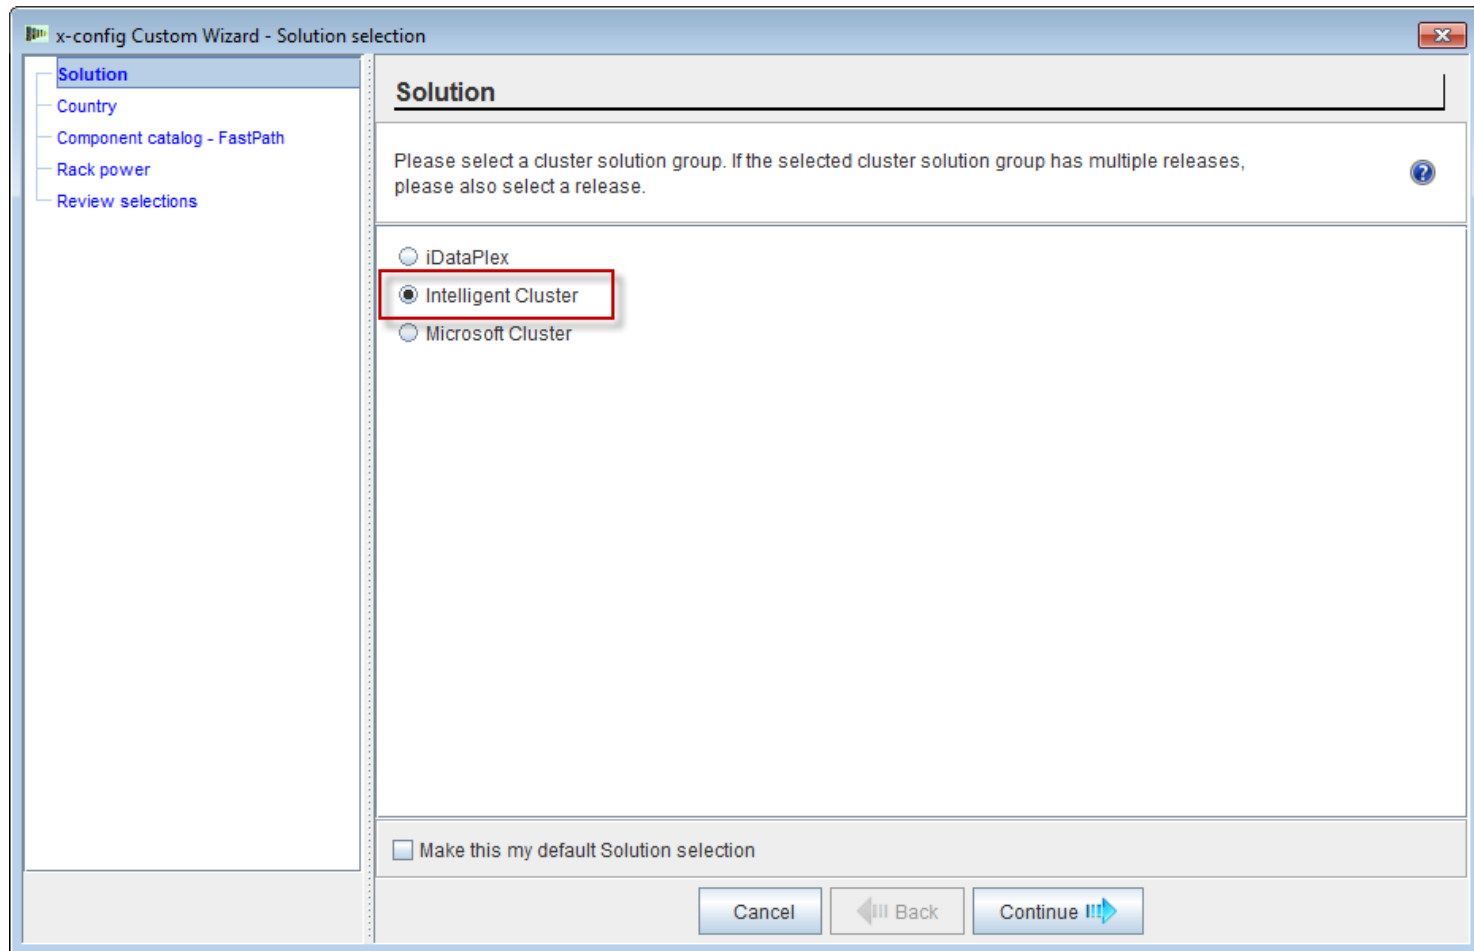 x-config Custom Wizard - Solution selection
Solution
Country
Component catalog - FastPath
Rack power
Review selections
Solution
Please select a cluster solution group. If the selected cluster solution group has multiple releases,
please also select a release.
iDataPlex
Intelligent Cluster
Microsoft Cluster
Make this my default Solution selection
Cancel
Back
Continue